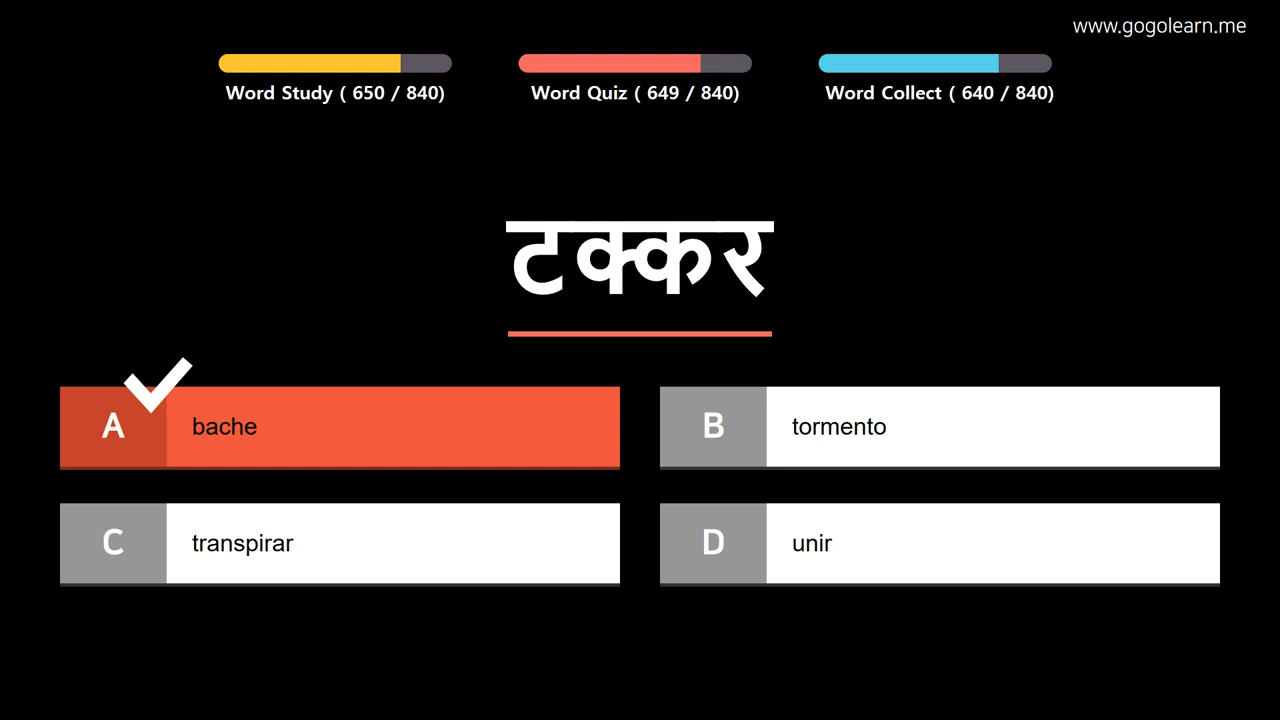 www.gogolearn.me
Word Study ( 650 / 840)
Word Quiz ( 649 / 840)
Word Collect ( 640 / 840)
टक्कर
A
bache
B
tormento
C
transpirar
D
unir